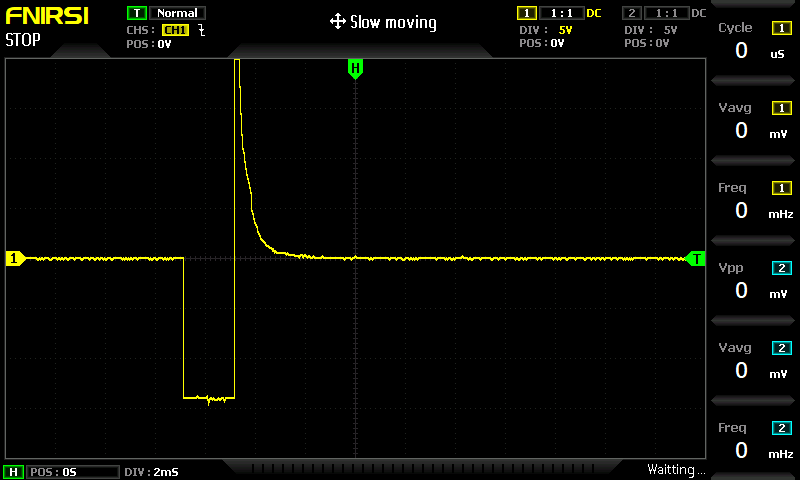 FNIRSI
STOP
T Normal
CHS: CH1
POS: 0V
Slow moving
1 1:1 DC
DIV: 5V
POS: 0V
2 1:1 DC
DIV: 5V
POS: 0V
Cycle 1
0 uS
Vavg 1
0 mV
Freq 1
0 mHz
Vpp 2
0 mV
Vavg 2
0 mV
Freq 2
0 mHz
H
1
T
H POS: 0S DIV: 2mS
Waitting...